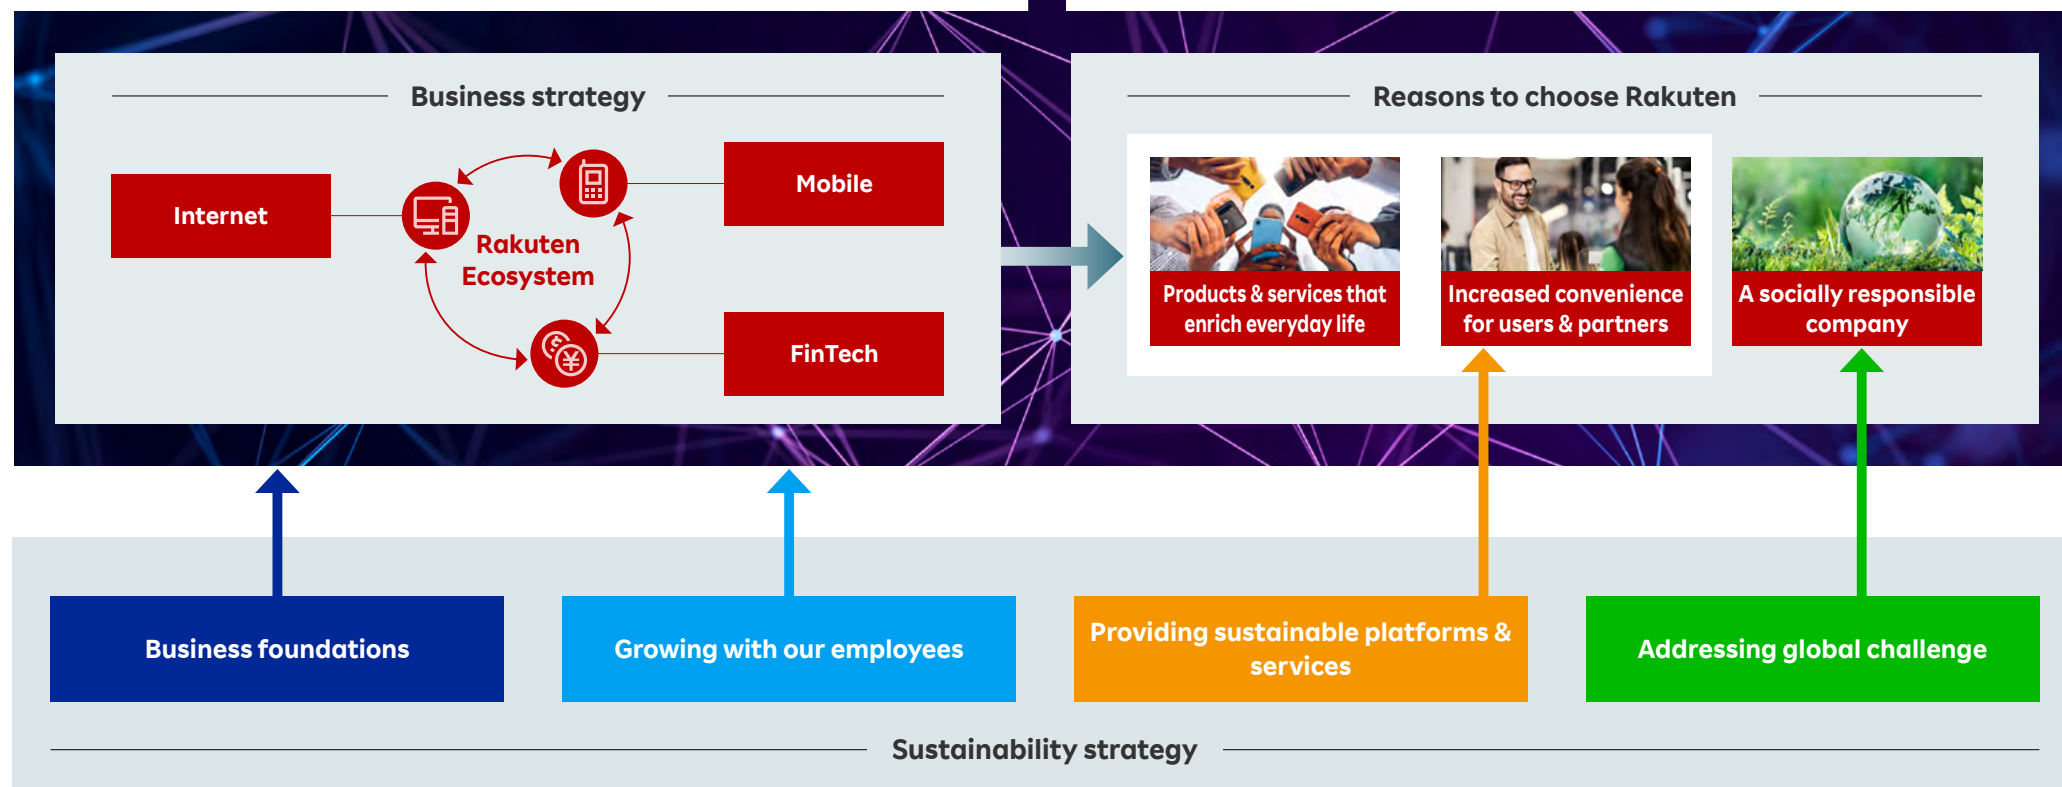 Business strategy
Internet
Mobile
Rakuten
Ecosystem
FinTech
Reasons to choose Rakuten
Products & services that
enrich everyday life
Increased convenience
for users & partners
A socially responsible
company
Business foundations
Growing with our employees
Providing sustainable platforms &
services
Addressing global challenge
Sustainability strategy